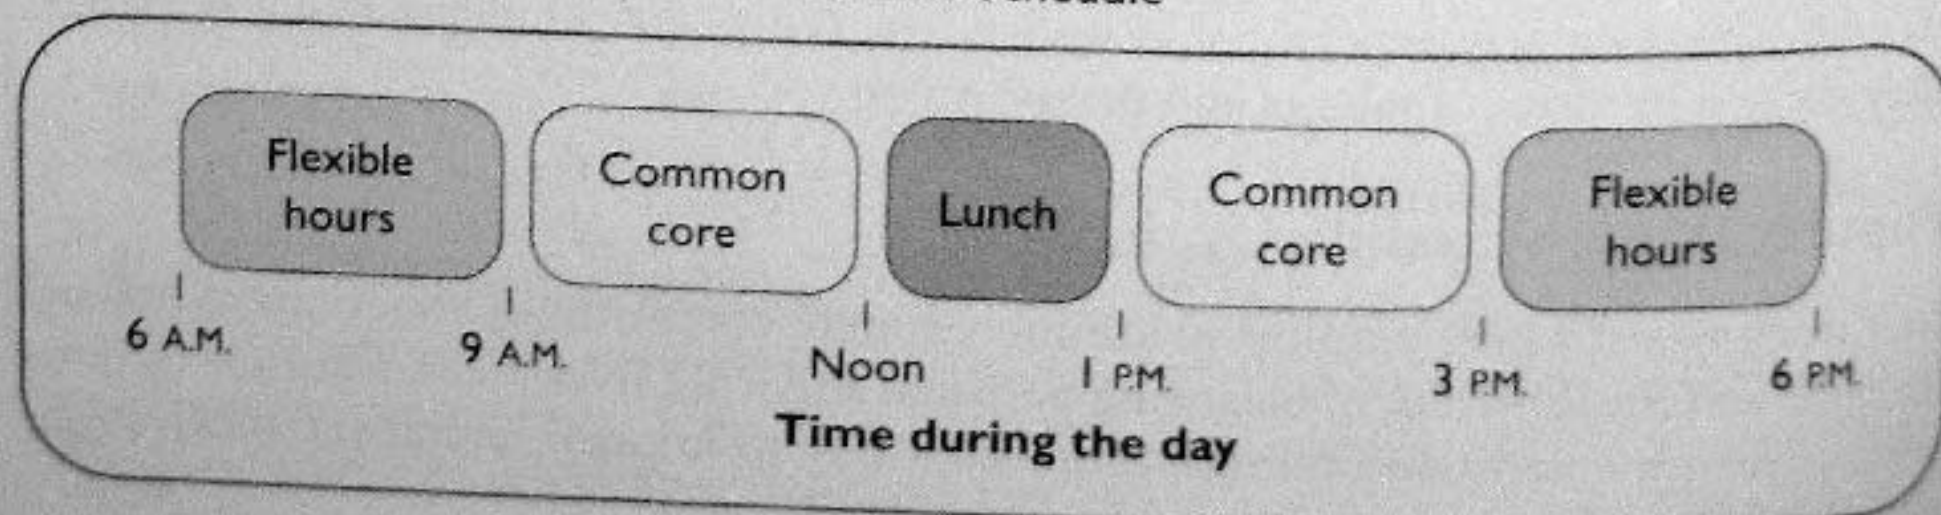 Flexible
hours
Common
core
Lunch
Common
core
Flexible
hours
6 A.M.
9 A.M.
Noon
1 P.M.
3 P.M.
6 P.M.
Time during the day